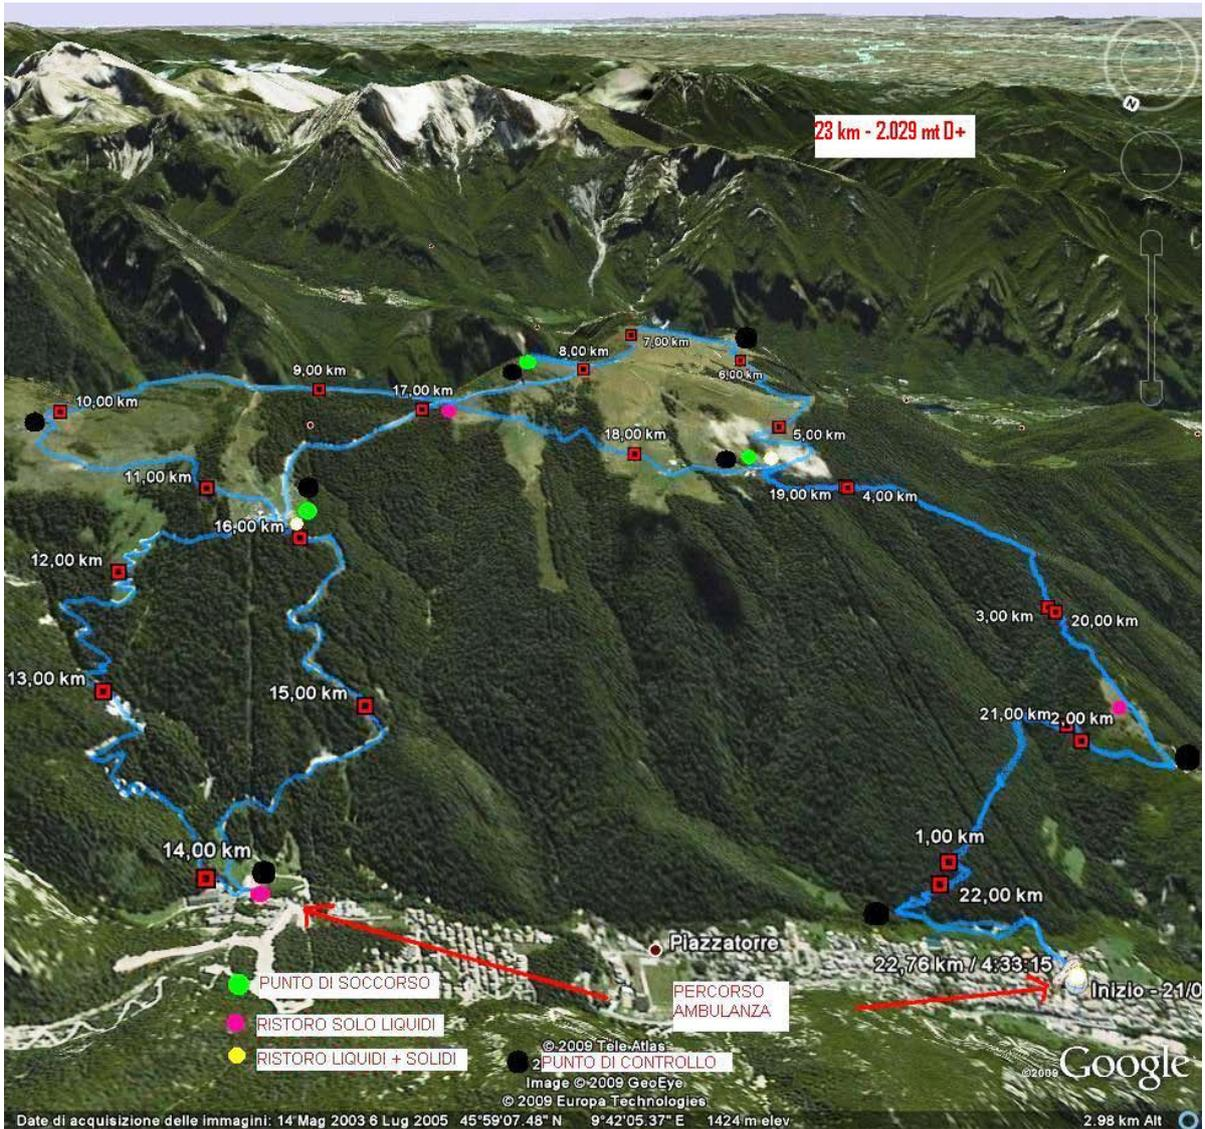 N
23 km - 2.029 mt D+
7,00 km
8,00 km
6,00 km
9,00 km
17,00 km
10,00 km
18,00 km
5,00 km
11,00 km
19,00 km
4,00 km
16,00 km
12,00 km
3,00 km
20,00 km
13,00 km
15,00 km
21,00 km
2,00 km
1,00 km
14,00 km
22,00 km
Piazzatorre
22,76 km / 4:33:15
Inizio - 21/0
PUNTO DI SOCCORSO
PERCORSO
AMBULANZA
RISTORO SOLO LIQUIDI
RISTORO LIQUIDI + SOLIDI
© 2009 Tele Atlas
PUNTO DI CONTROLLO
Image © 2009 GeoEye
© 2009 Europa Technologies
©2009 Google
Date di acquisizione delle immagini: 14 Mag 2003 6 Lug 2005 45°59'07.48" N 9°42'05.37" E 1424 m elev 2.98 km Alt